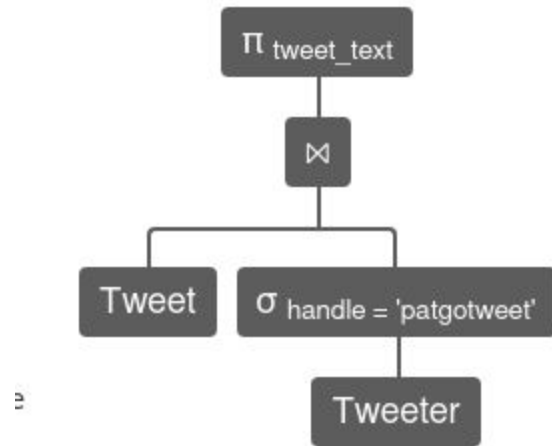 π tweet_text
⋈
Tweet
σ handle = 'patgotweet'
e
Tweeter